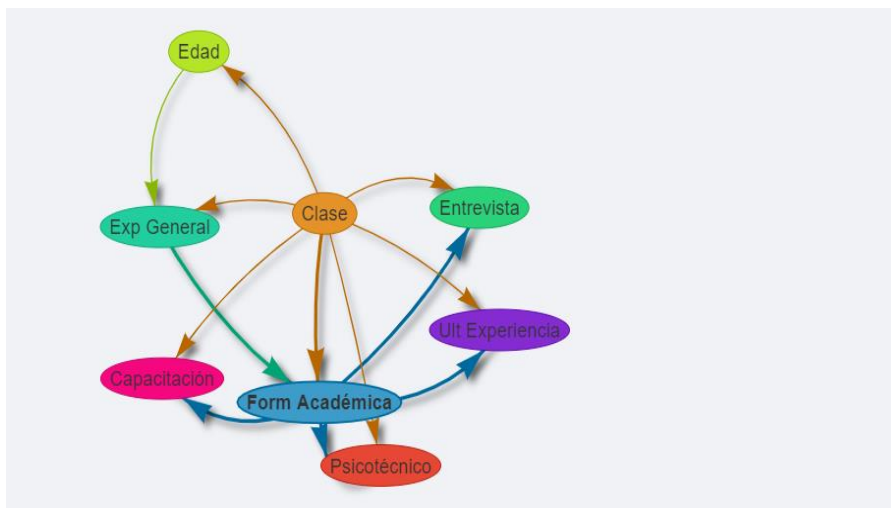 Edad
Clase
Entrevista
Exp General
Ult Experiencia
Capacitación
Form Académica
Psicotécnico